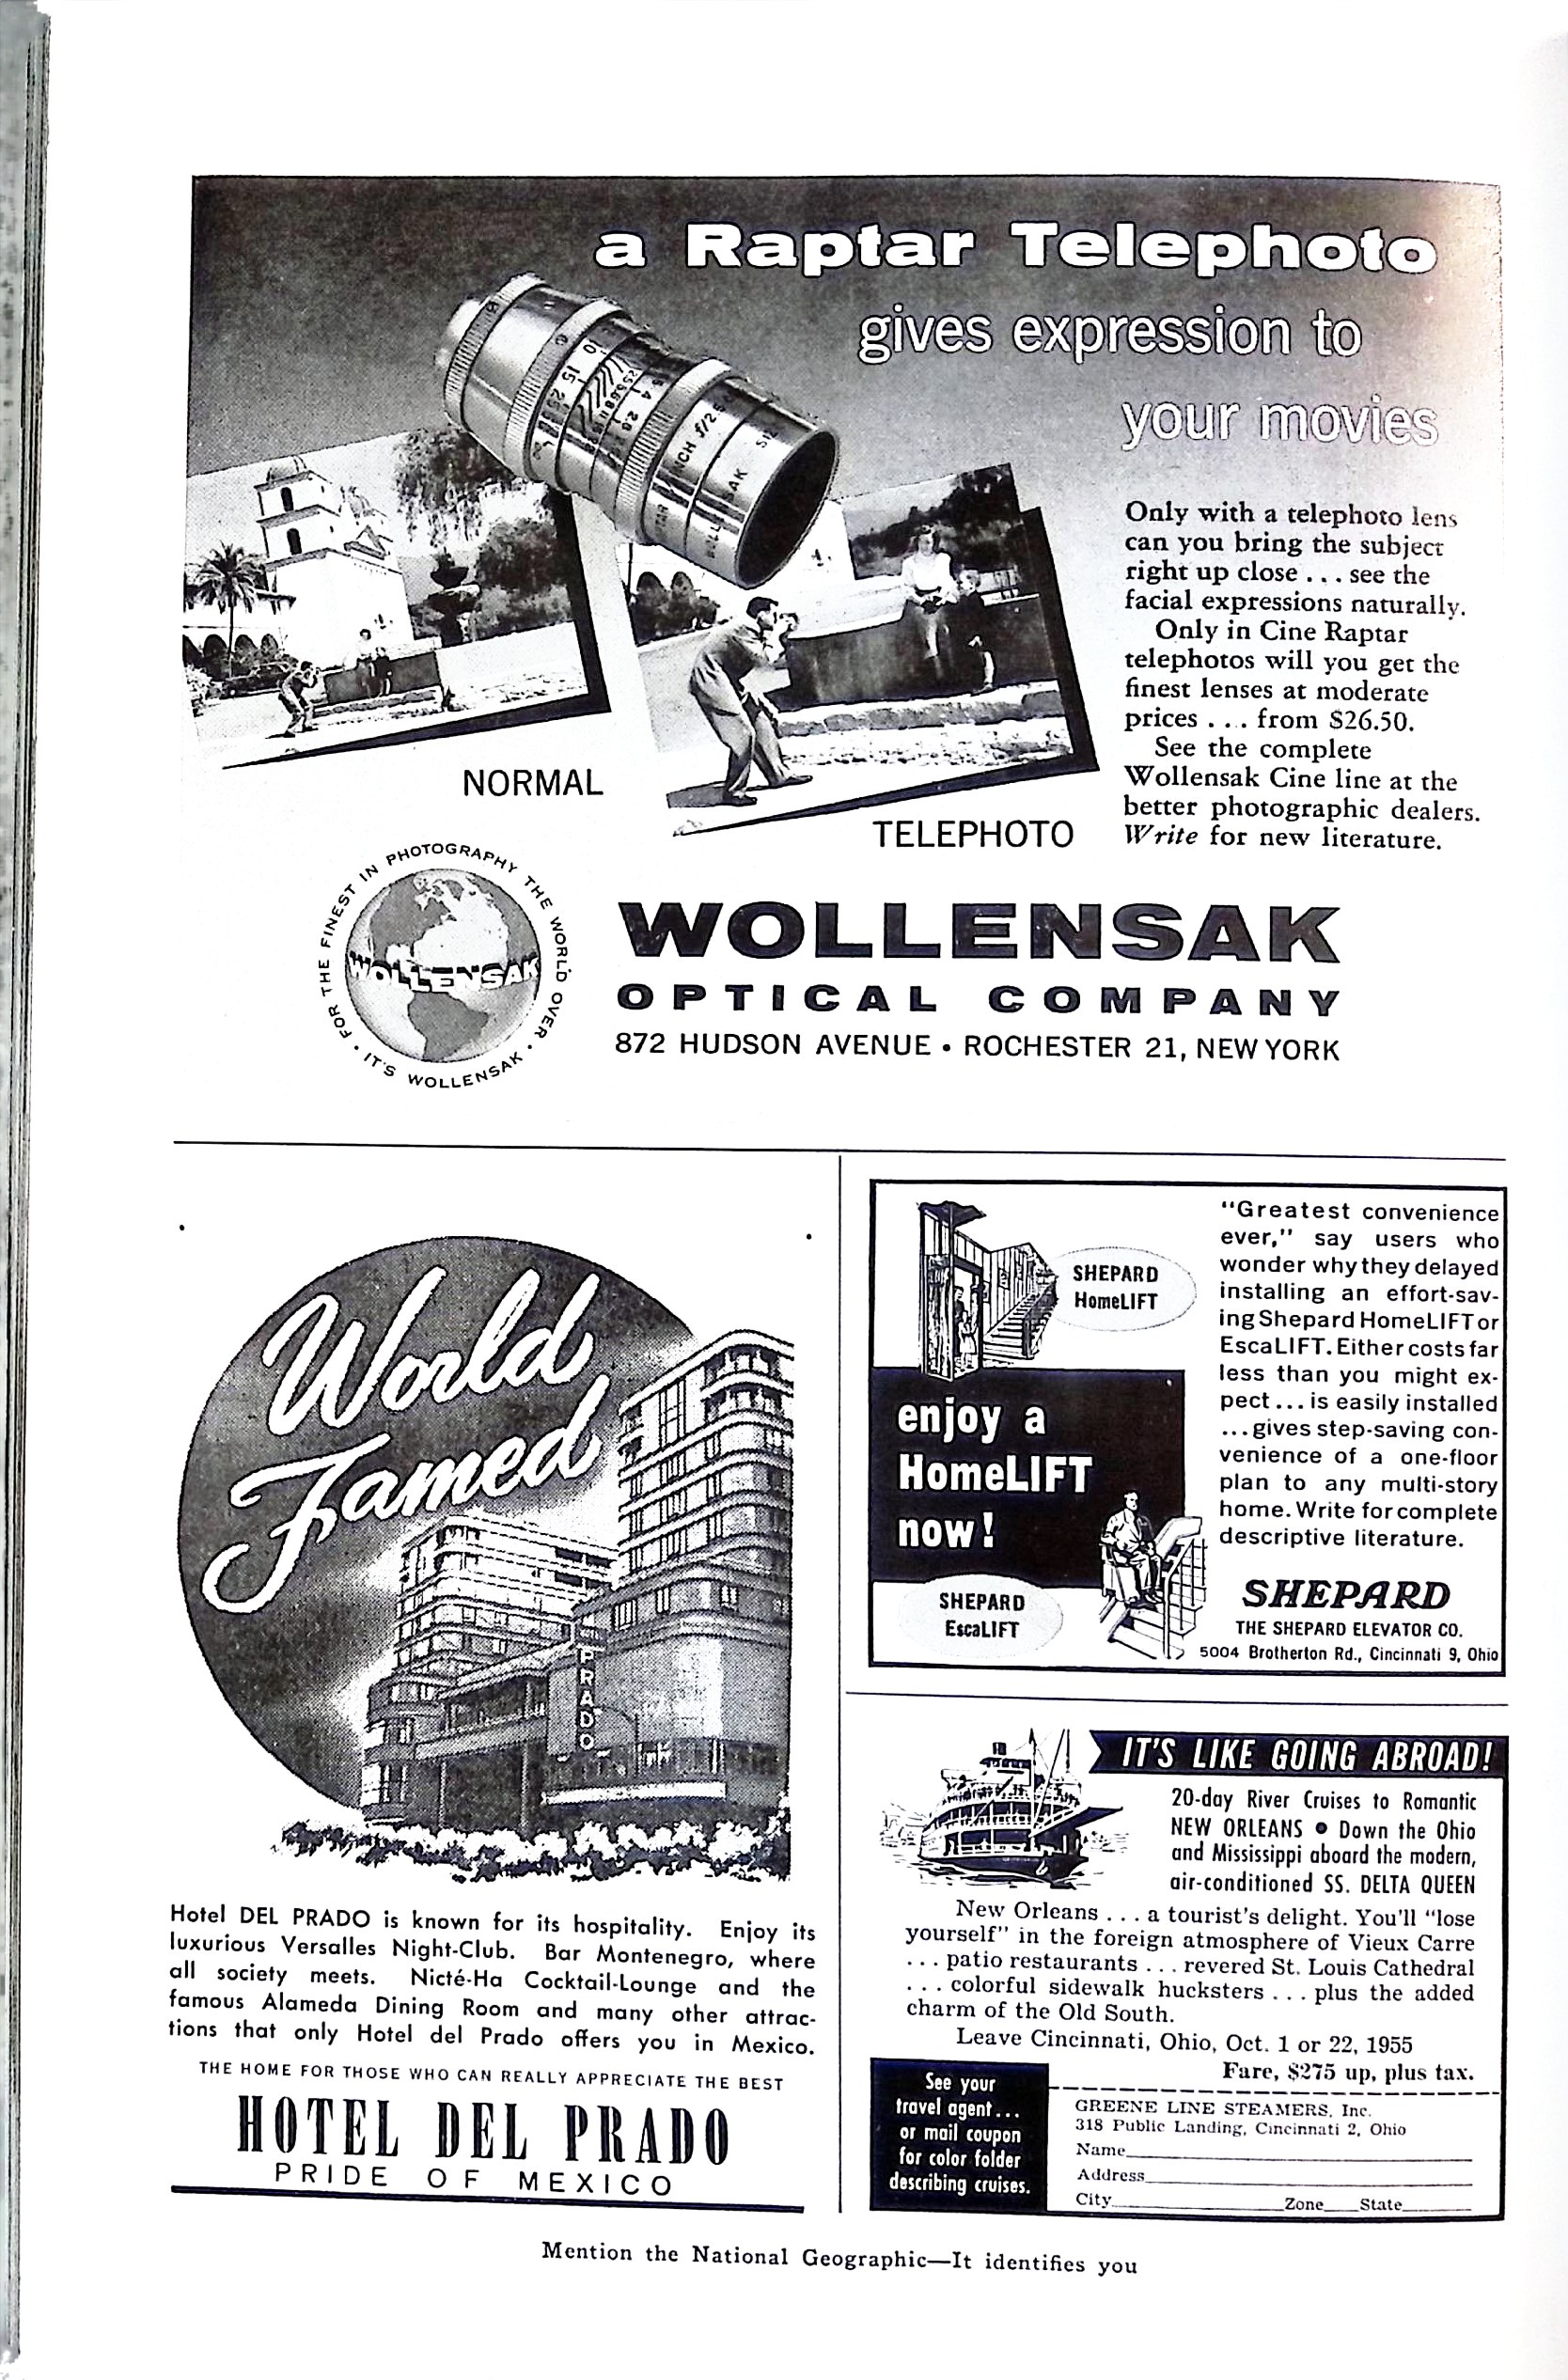 a Raptar Telephoto
gives expression to
your movies
Only with a telephoto lens
can you bring the subject
right up close . . . see the
facial expressions naturally.
Only in Cine Raptar
telephotos will you get the
finest lenses at moderate
prices . . . from $26.50.
See the complete
Wollensak Cine line at the
better photographic dealers.
Write for new literature.
NORMAL
TELEPHOTO
FOR THE FINEST IN PHOTOGRAPHY THE WORLD OVER • IT'S WOLLENSAK •
WOLLENSAK
WOLLENSAK
OPTICAL COMPANY
872 HUDSON AVENUE • ROCHESTER 21, NEW YORK
World
Famed
PRADO
Hotel DEL PRADO is known for its hospitality. Enjoy its
luxurious Versalles Night-Club. Bar Montenegro, where
all society meets. Nicté-Ha Cocktail-Lounge and the
famous Alameda Dining Room and many other attrac-
tions that only Hotel del Prado offers you in Mexico.
THE HOME FOR THOSE WHO CAN REALLY APPRECIATE THE BEST
HOTEL DEL PRADO
PRIDE OF MEXICO
SHEPARD
HomeLIFT
enjoy a
HomeLIFT
now!
SHEPARD
EscaLIFT
"Greatest convenience
ever," say users who
wonder why they delayed
installing an effort-sav-
ing Shepard HomeLIFT or
EscaLIFT. Either costs far
less than you might ex-
pect... is easily installed
...gives step-saving con-
venience of a one-floor
plan to any multi-story
home. Write for complete
descriptive literature.
SHEPARD
THE SHEPARD ELEVATOR CO.
5004 Brotherton Rd., Cincinnati 9, Ohio
IT'S LIKE GOING ABROAD!
20-day River Cruises to Romantic
NEW ORLEANS • Down the Ohio
and Mississippi aboard the modern,
air-conditioned SS. DELTA QUEEN
New Orleans . . . a tourist's delight. You'll "lose
yourself" in the foreign atmosphere of Vieux Carre
. . . patio restaurants . . . revered St. Louis Cathedral
. . . colorful sidewalk hucksters . . . plus the added
charm of the Old South.
Leave Cincinnati, Ohio, Oct. 1 or 22, 1955
Fare, $275 up, plus tax.
See your
travel agent...
or mail coupon
for color folder
describing cruises.
GREENE LINE STEAMERS, Inc.
318 Public Landing, Cincinnati 2, Ohio
Name
Address
City Zone State
Mention the National Geographic—It identifies you